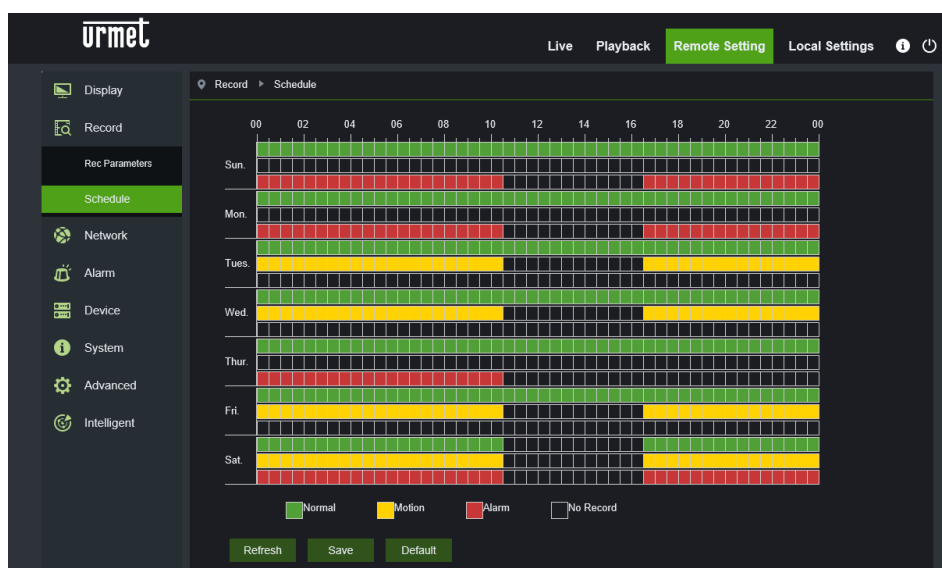 urmet
Live Playback Remote Setting Local Settings
Display
Record
Rec Parameters
Schedule
Network
Alarm
Device
System
Advanced
Intelligent
Record Schedule
00 02 04 06 08 10 12 14 16 18 20 22 00
Sun.
Mon.
Tues.
Wed.
Thur.
Fri.
Sat.
Normal Motion Alarm No Record
Refresh Save Default